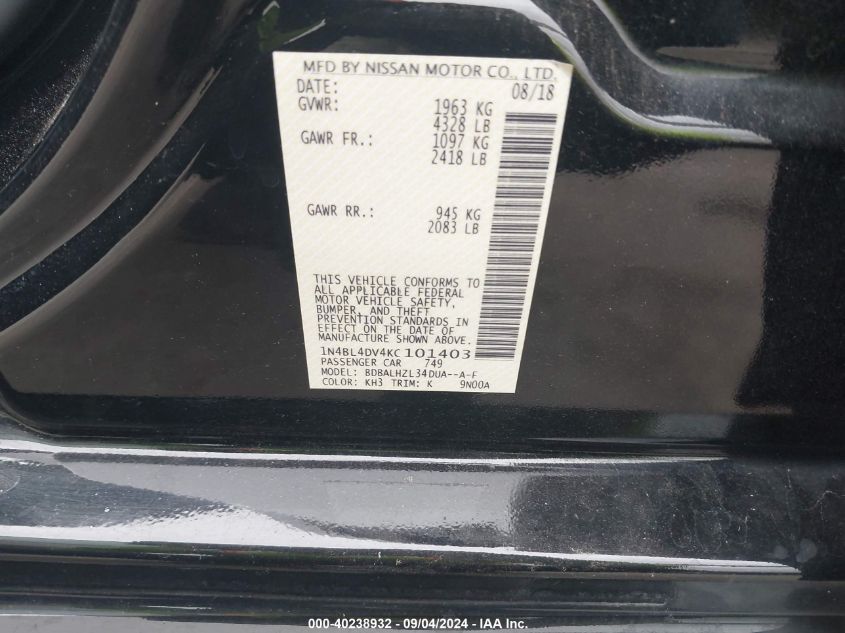 MFD BY NISSAN MOTOR CO., LTD.
DATE: 08/18
GVWR: 1963 KG
4328 LB
GAWR FR.: 1097 KG
2418 LB
GAWR RR.: 945 KG
2083 LB
THIS VEHICLE CONFORMS TO
ALL APPLICABLE FEDERAL
MOTOR VEHICLE SAFETY,
BUMPER, AND THEFT
PREVENTION STANDARDS IN
EFFECT ON THE DATE OF
MANUFACTURE SHOWN ABOVE.
1N4BL4DV4KC101403
PASSENGER CAR 749
MODEL: BDBALHZL34DUA--A-F
COLOR: KH3 TRIM: K 9N00A
000-40238932 - 09/04/2024 - IAA Inc.